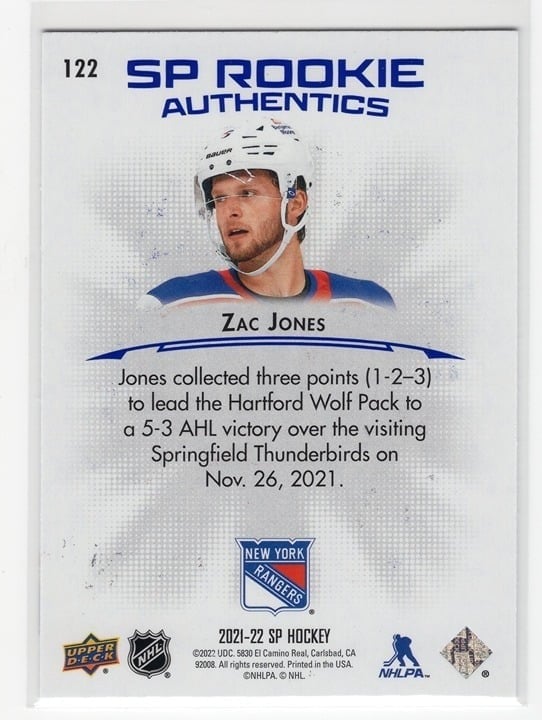 122
SP ROOKIE
AUTHENTICS
BAUER
ZAC JONES
Jones collected three points (1-2–3)
to lead the Hartford Wolf Pack to
a 5-3 AHL victory over the visiting
Springfield Thunderbirds on
Nov. 26, 2021.
NEW YORK
RANGERS
®
2021-22 SP HOCKEY
©2022 UDC. 5830 El Camino Real, Carlsbad, CA
92008. All rights reserved. Printed in the USA.
©NHLPA. © NHL.
UPPER
D.E.C.K
®
NHL
®
NHLPA™
®